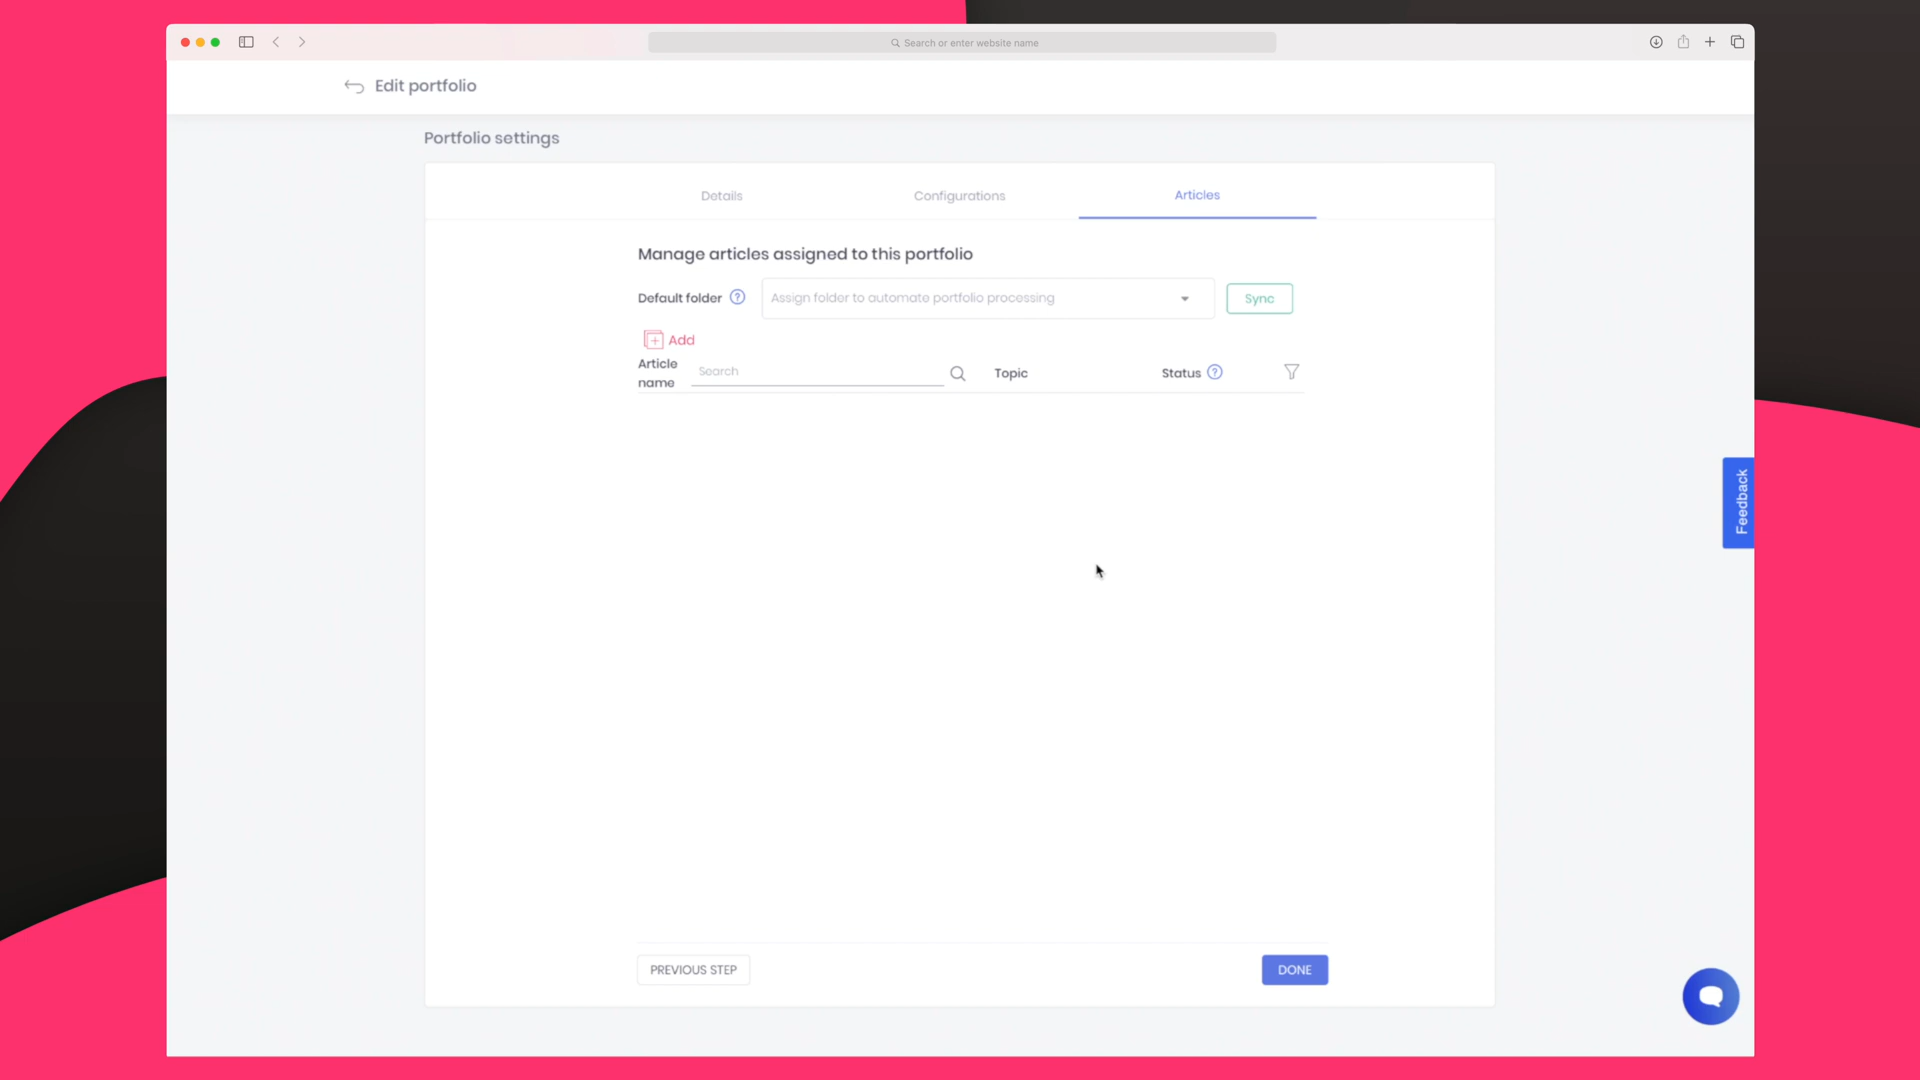 Search or enter website name
Edit portfolio
Portfolio settings
Details
Configurations
Articles
Manage articles assigned to this portfolio
Default folder ?
Assign folder to automate portfolio processing
Sync
Add
Article name
Search
Topic
Status ?
Feedback
PREVIOUS STEP
DONE